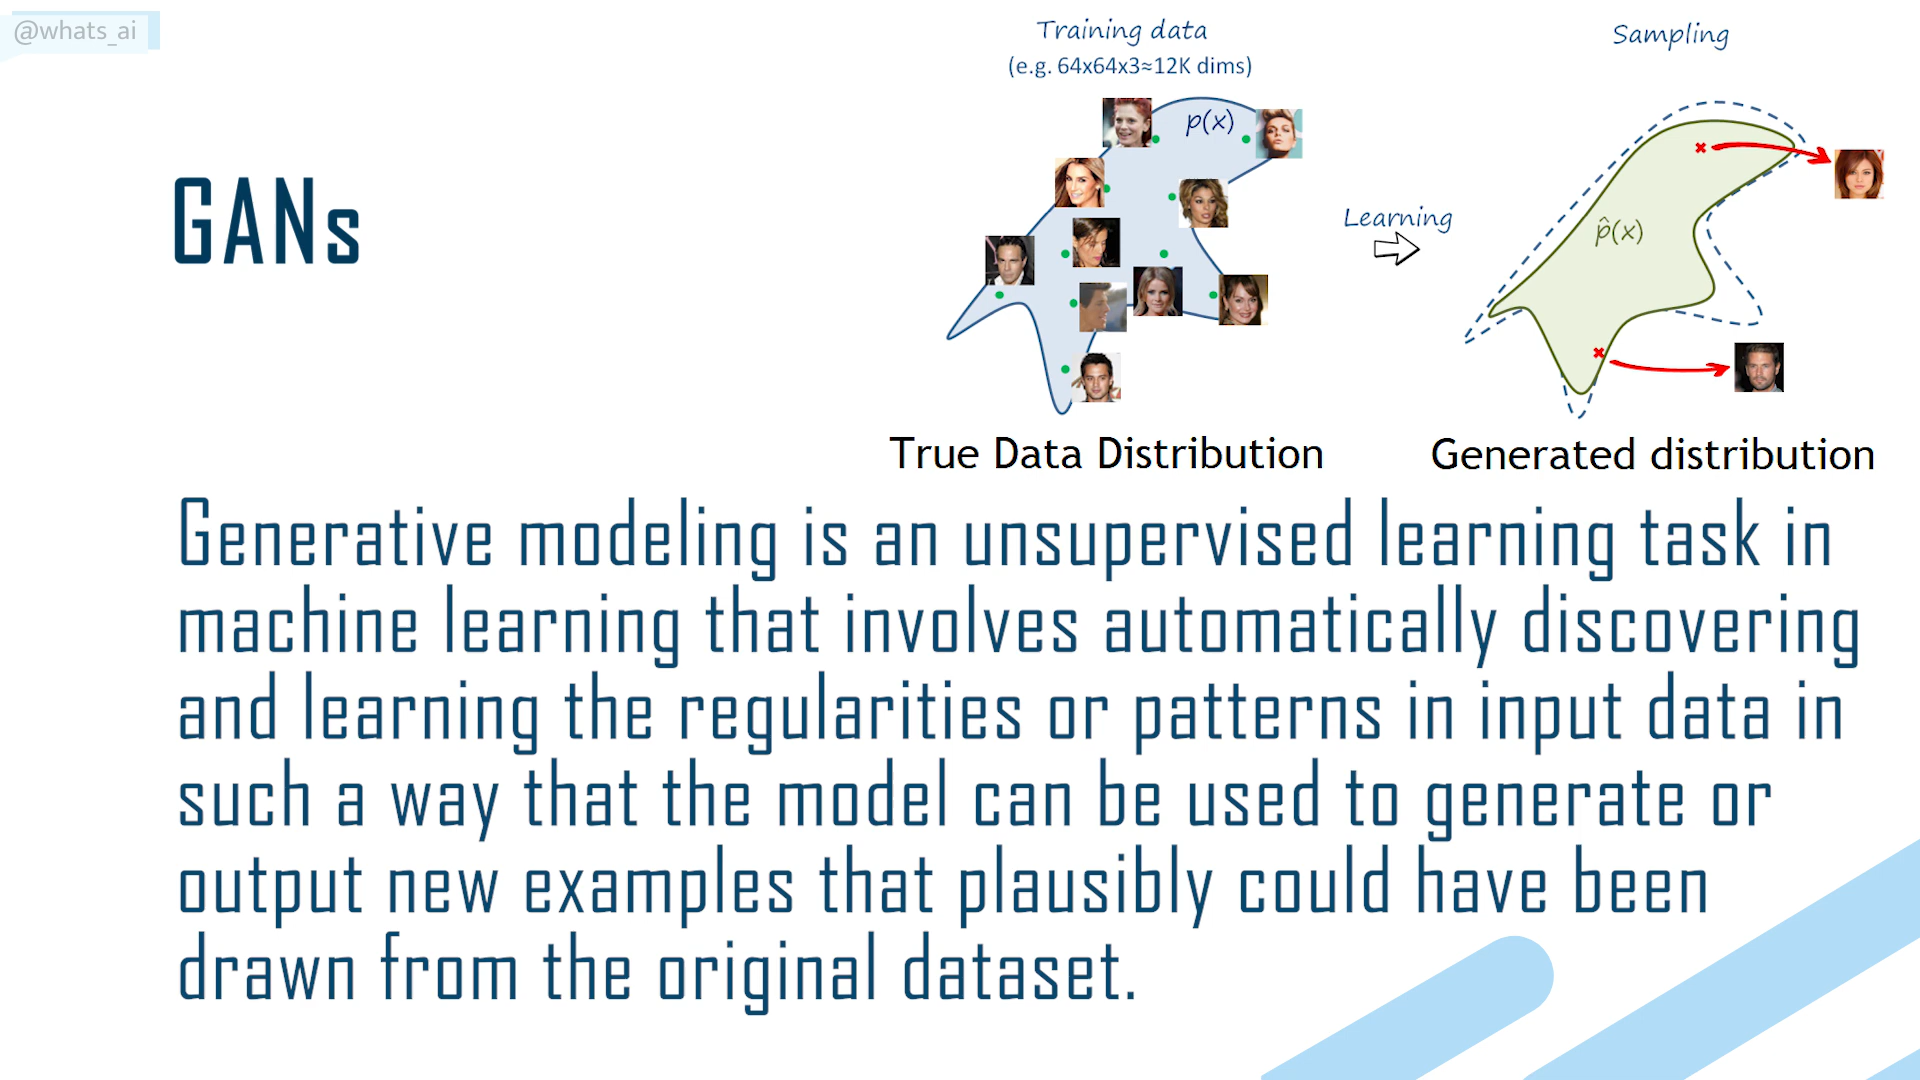 @whats_ai
Training data
(e.g. 64x64x3≈12K dims)
Sampling
p(x)
GANs
Learning
p̂(x)
True Data Distribution
Generated distribution
Generative modeling is an unsupervised learning task in
machine learning that involves automatically discovering
and learning the regularities or patterns in input data in
such a way that the model can be used to generate or
output new examples that plausibly could have been
drawn from the original dataset.